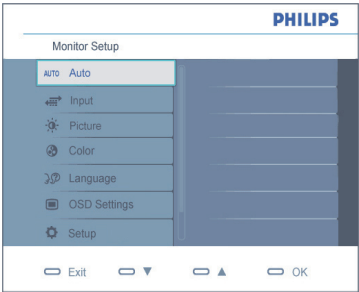 PHILIPS
Monitor Setup
AUTO Auto
Input
Picture
Color
Language
OSD Settings
Setup
Exit ▼ ▲ OK